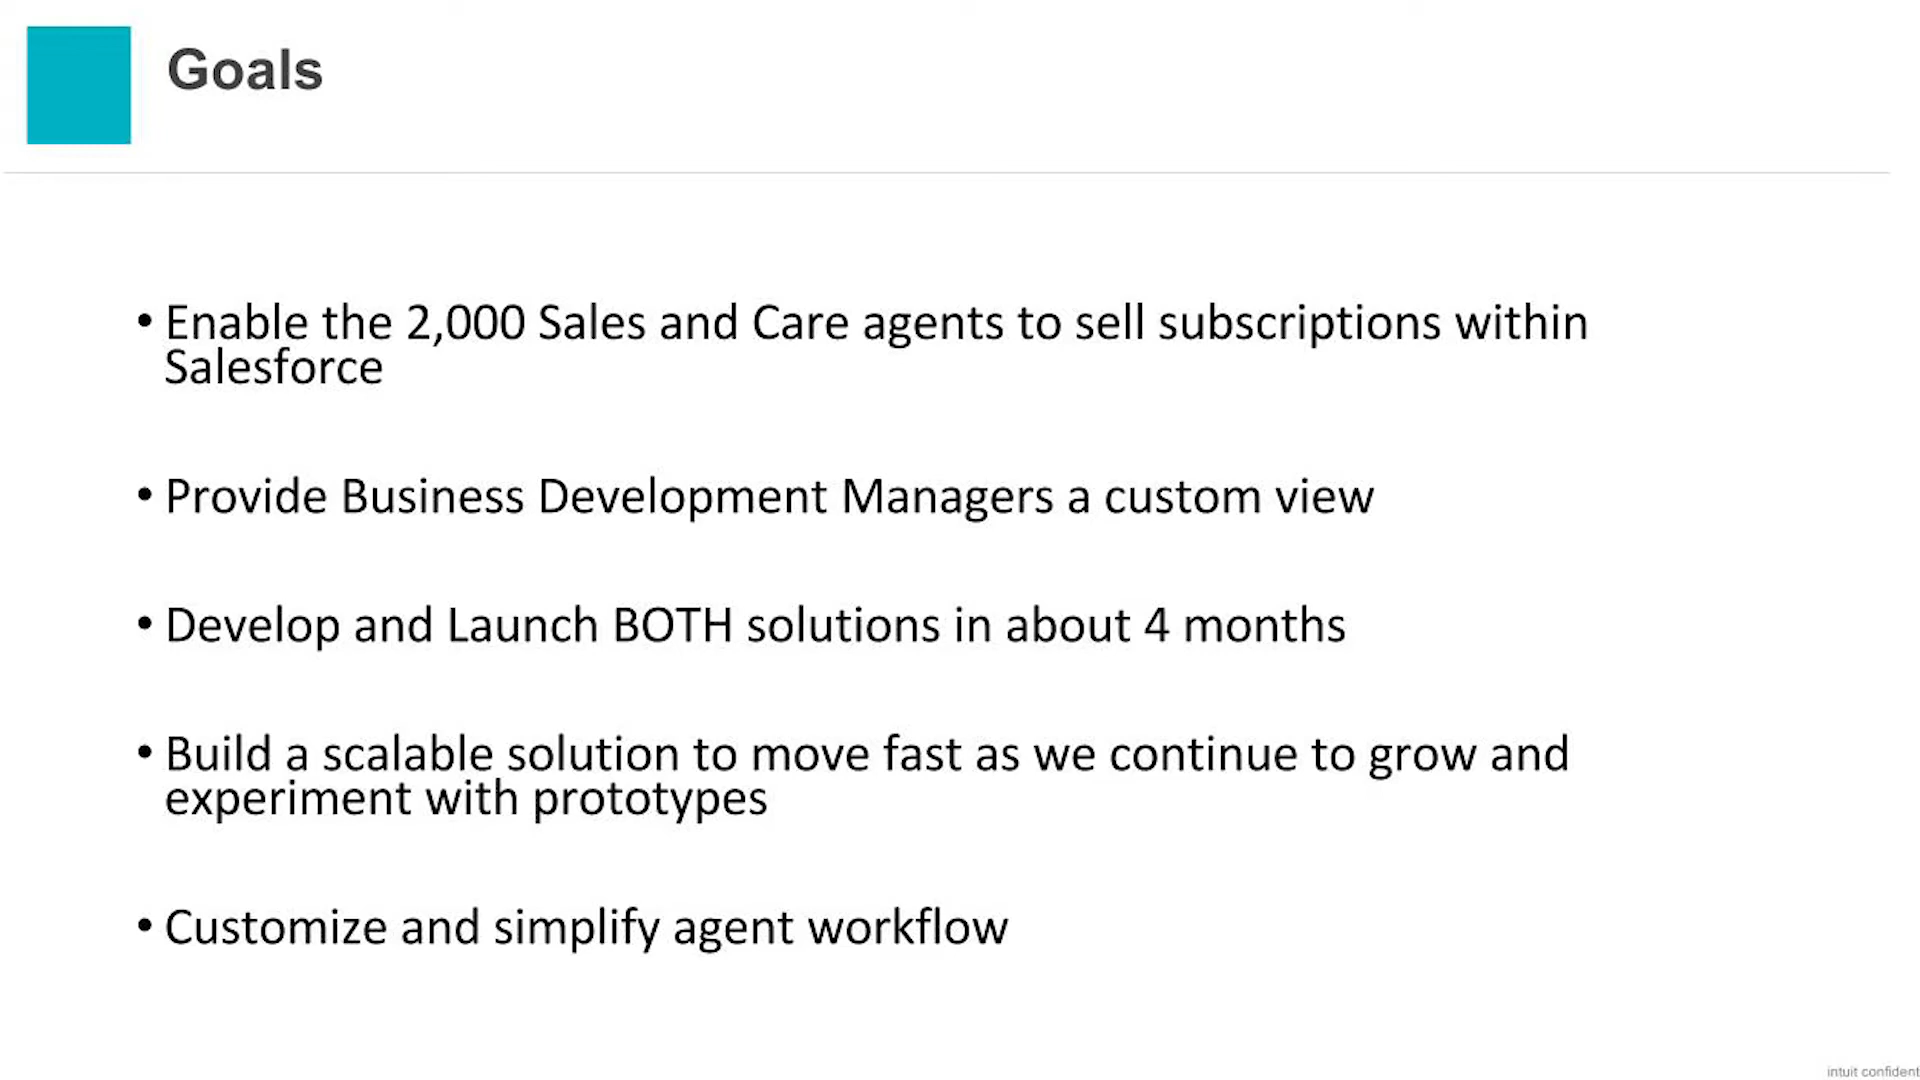 Goals
• Enable the 2,000 Sales and Care agents to sell subscriptions within
Salesforce
• Provide Business Development Managers a custom view
• Develop and Launch BOTH solutions in about 4 months
• Build a scalable solution to move fast as we continue to grow and
experiment with prototypes
• Customize and simplify agent workflow
intuit confident